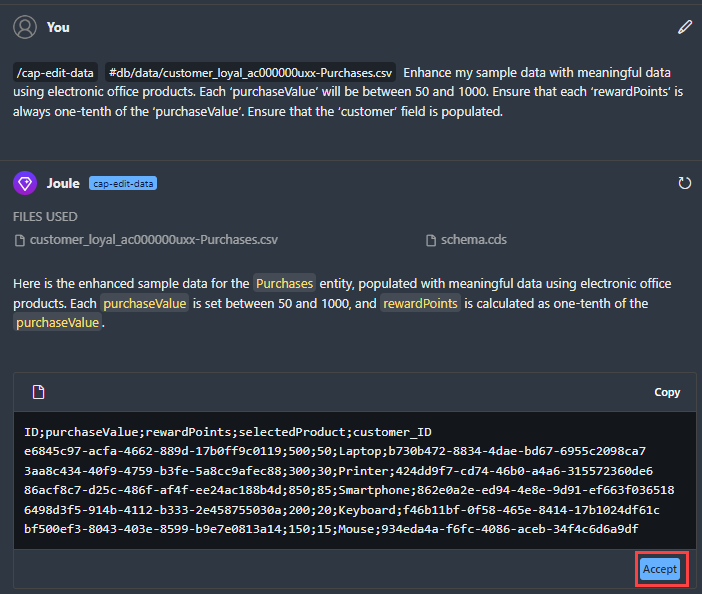 You
/cap-edit-data #db/data/customer_loyal_ac000000uxx-Purchases.csv Enhance my sample data with meaningful data
using electronic office products. Each ‘purchaseValue’ will be between 50 and 1000. Ensure that each ‘rewardPoints’ is
always one-tenth of the ‘purchaseValue’. Ensure that the ‘customer’ field is populated.
Joule cap-edit-data
FILES USED
customer_loyal_ac000000uxx-Purchases.csv schema.cds
Here is the enhanced sample data for the Purchases entity, populated with meaningful data using electronic office
products. Each purchaseValue is set between 50 and 1000, and rewardPoints is calculated as one-tenth of the
purchaseValue.
Copy
ID;purchaseValue;rewardPoints;selectedProduct;customer_ID
e6845c97-acfa-4662-889d-17b0ff9c0119;500;50;Laptop;b730b472-8834-4dae-bd67-6955c2098ca7
3aa8c434-40f9-4759-b3fe-5a8cc9afec88;300;30;Printer;424dd9f7-cd74-46b0-a4a6-315572360de6
86acf8c7-d25c-486f-af4f-ee24ac188b4d;850;85;Smartphone;862e0a2e-ed94-4e8e-9d91-ef663f036518
6498d3f5-914b-4112-b333-2e458755030a;200;20;Keyboard;f46b11bf-0f58-465e-8414-17b1024df61c
bf500ef3-8043-403e-8599-b9e7e0813a14;150;15;Mouse;934eda4a-f6fc-4086-aceb-34f4c6d6a9df
Accept